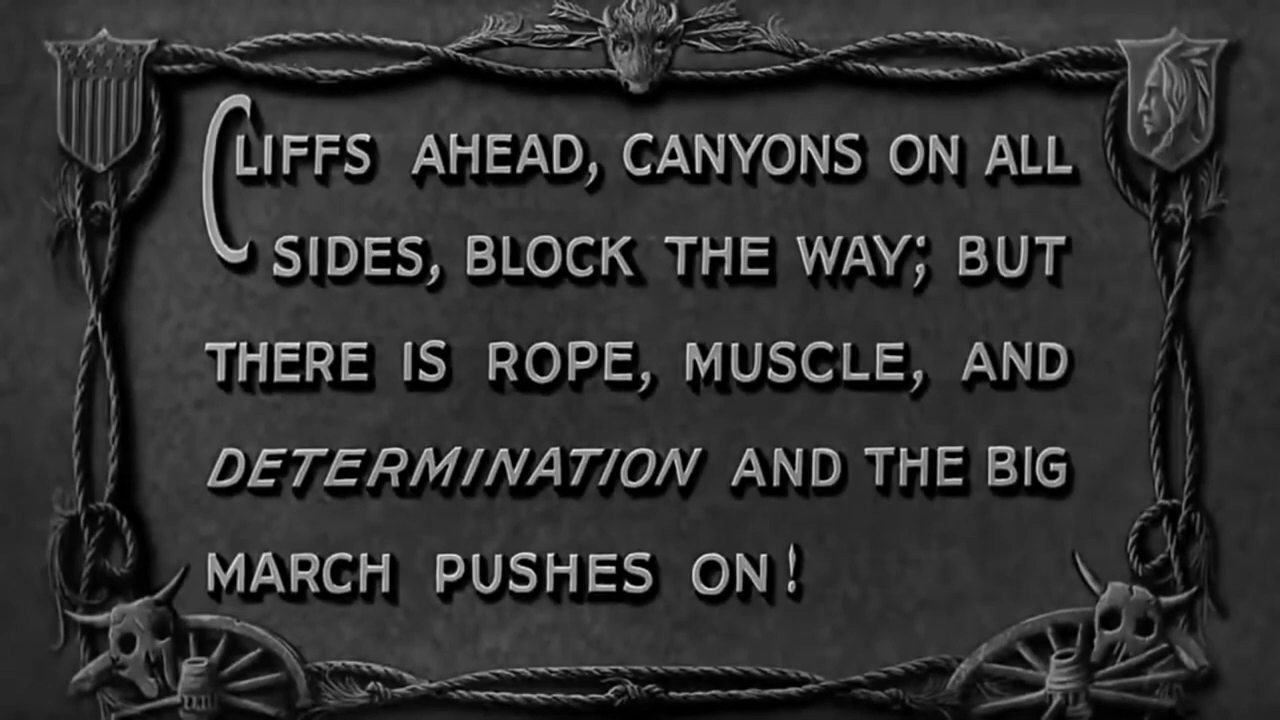 CLIFFS AHEAD, CANYONS ON ALL
SIDES, BLOCK THE WAY; BUT
THERE IS ROPE, MUSCLE, AND
DETERMINATION AND THE BIG
MARCH PUSHES ON!